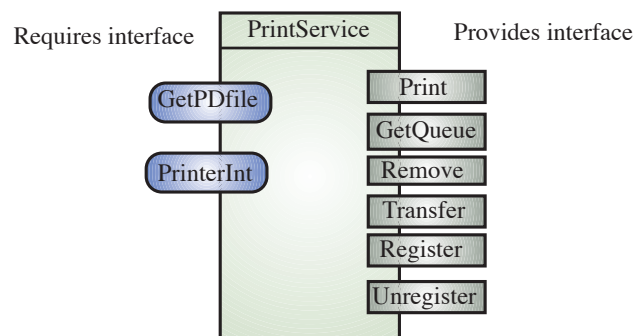 Requires interface
PrintService
Provides interface
GetPDfile
PrinterInt
Print
GetQueue
Remove
Transfer
Register
Unregister